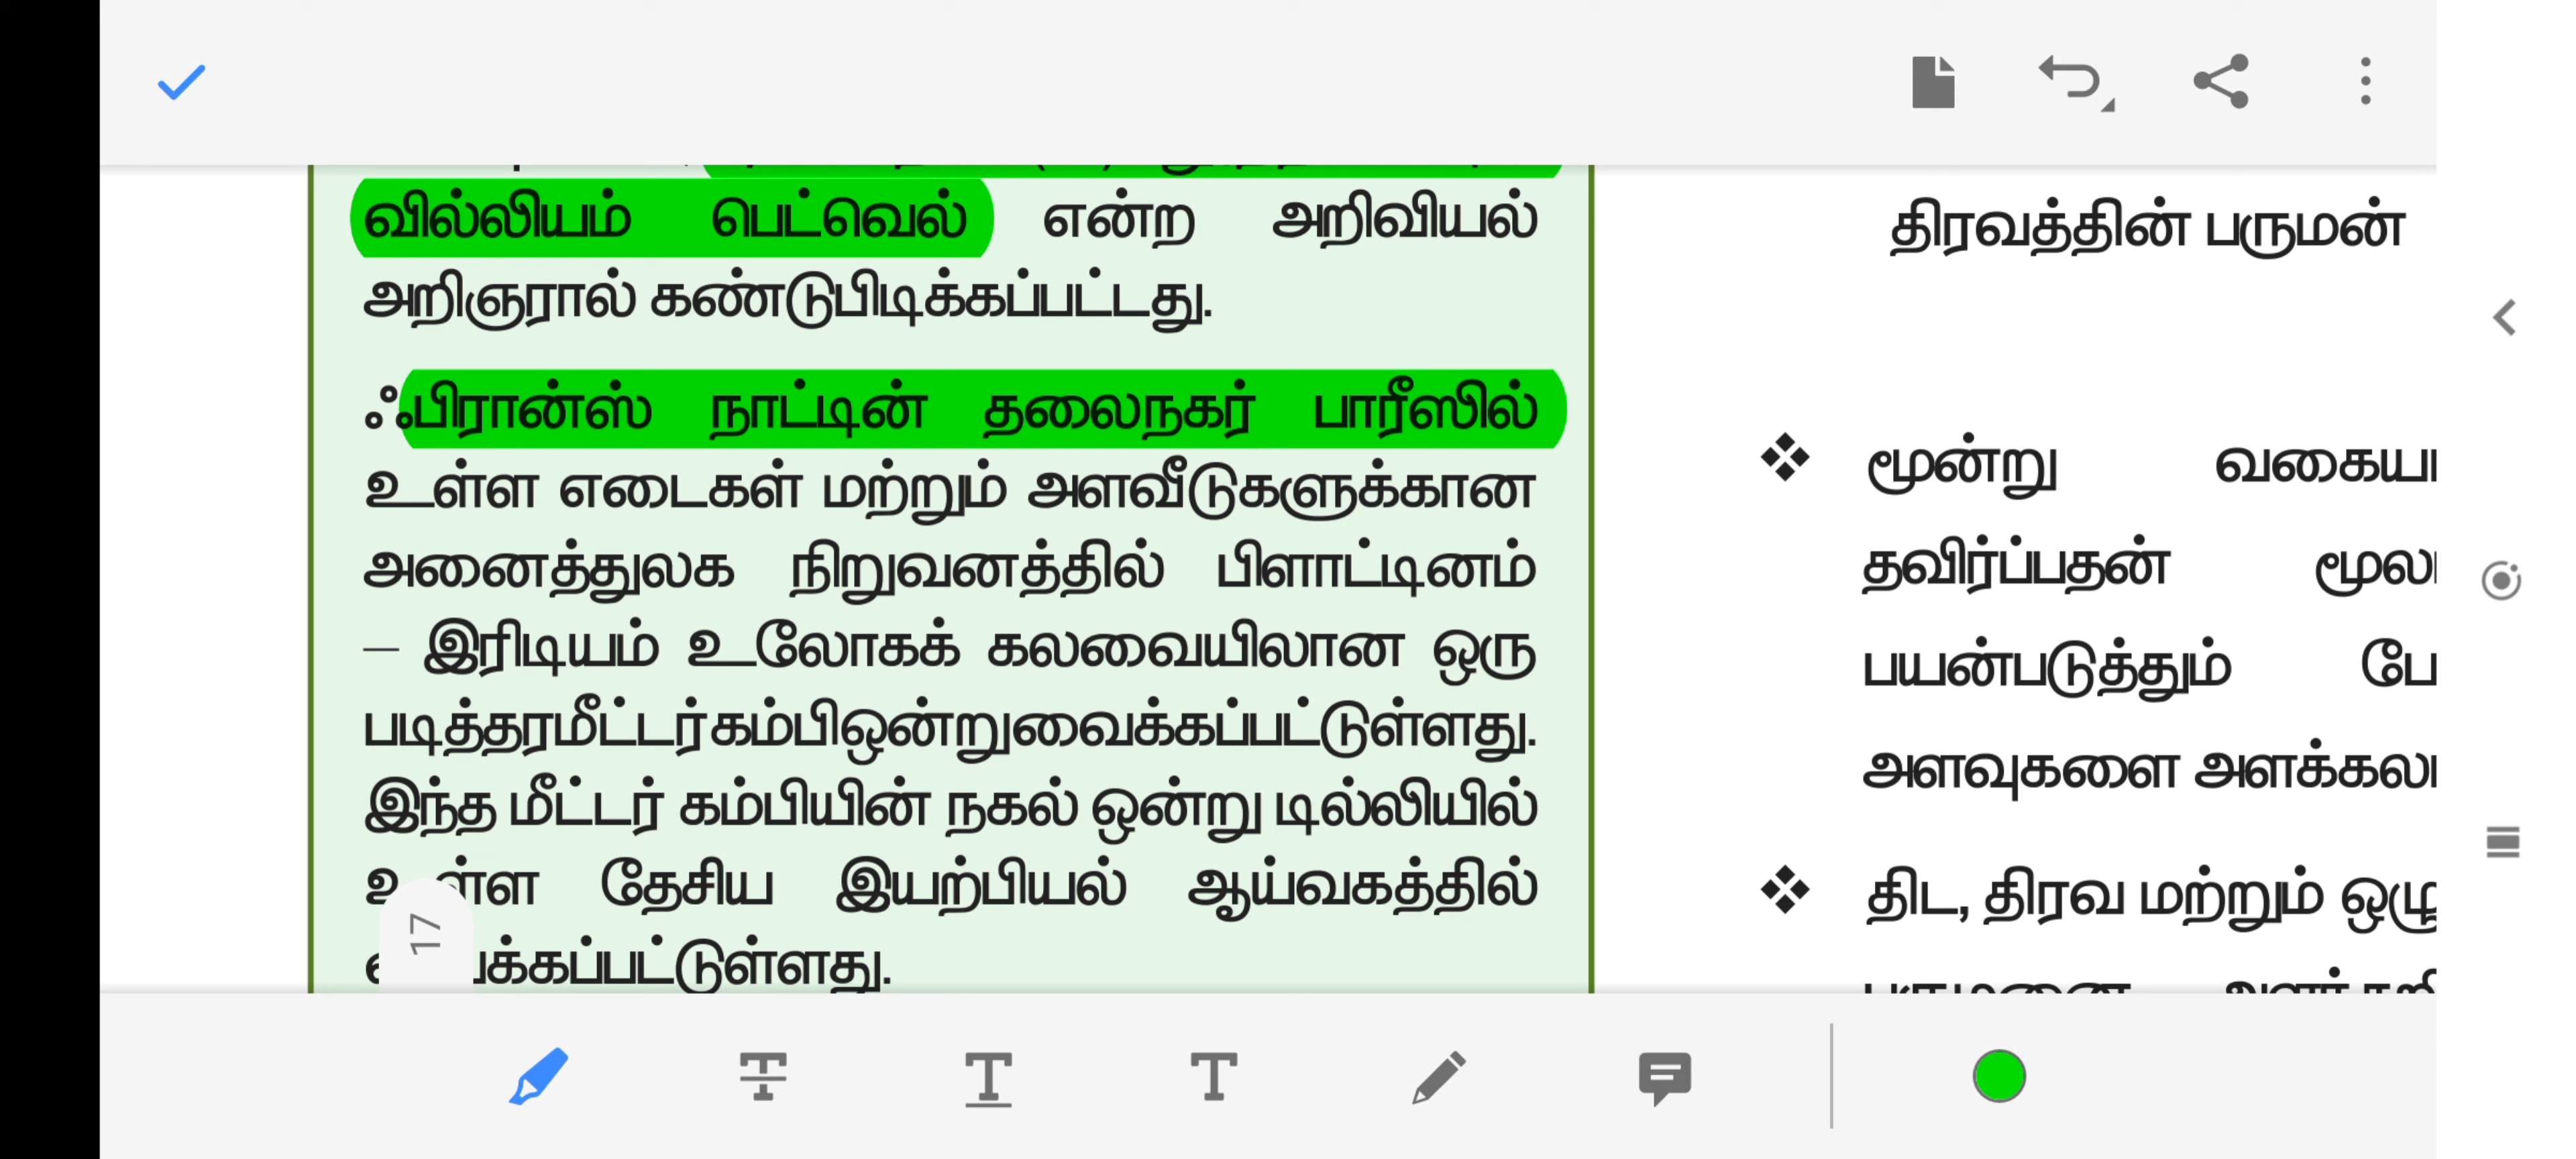 வில்லியம் பெட்வெல் என்ற அறிவியல்
அறிஞரால் கண்டுபிடிக்கப்பட்டது.
ஃபிரான்ஸ் நாட்டின் தலைநகர் பாரீஸில்
உள்ள எடைகள் மற்றும் அளவீடுகளுக்கான
அனைத்துலக நிறுவனத்தில் பிளாட்டினம்
– இரிடியம் உலோகக் கலவையிலான ஒரு
படித்தரமீட்டர்கம்பிஒன்றுவைக்கப்பட்டுள்ளது.
இந்த மீட்டர் கம்பியின் நகல் ஒன்று டில்லியில்
உள்ள தேசிய இயற்பியல் ஆய்வகத்தில்
17
திரவத்தின் பருமன்
❖ மூன்று
தவிர்ப்பதன்
பயன்படுத்தும்
அளவுகளை
❖ திட, திரவ மற்றும்